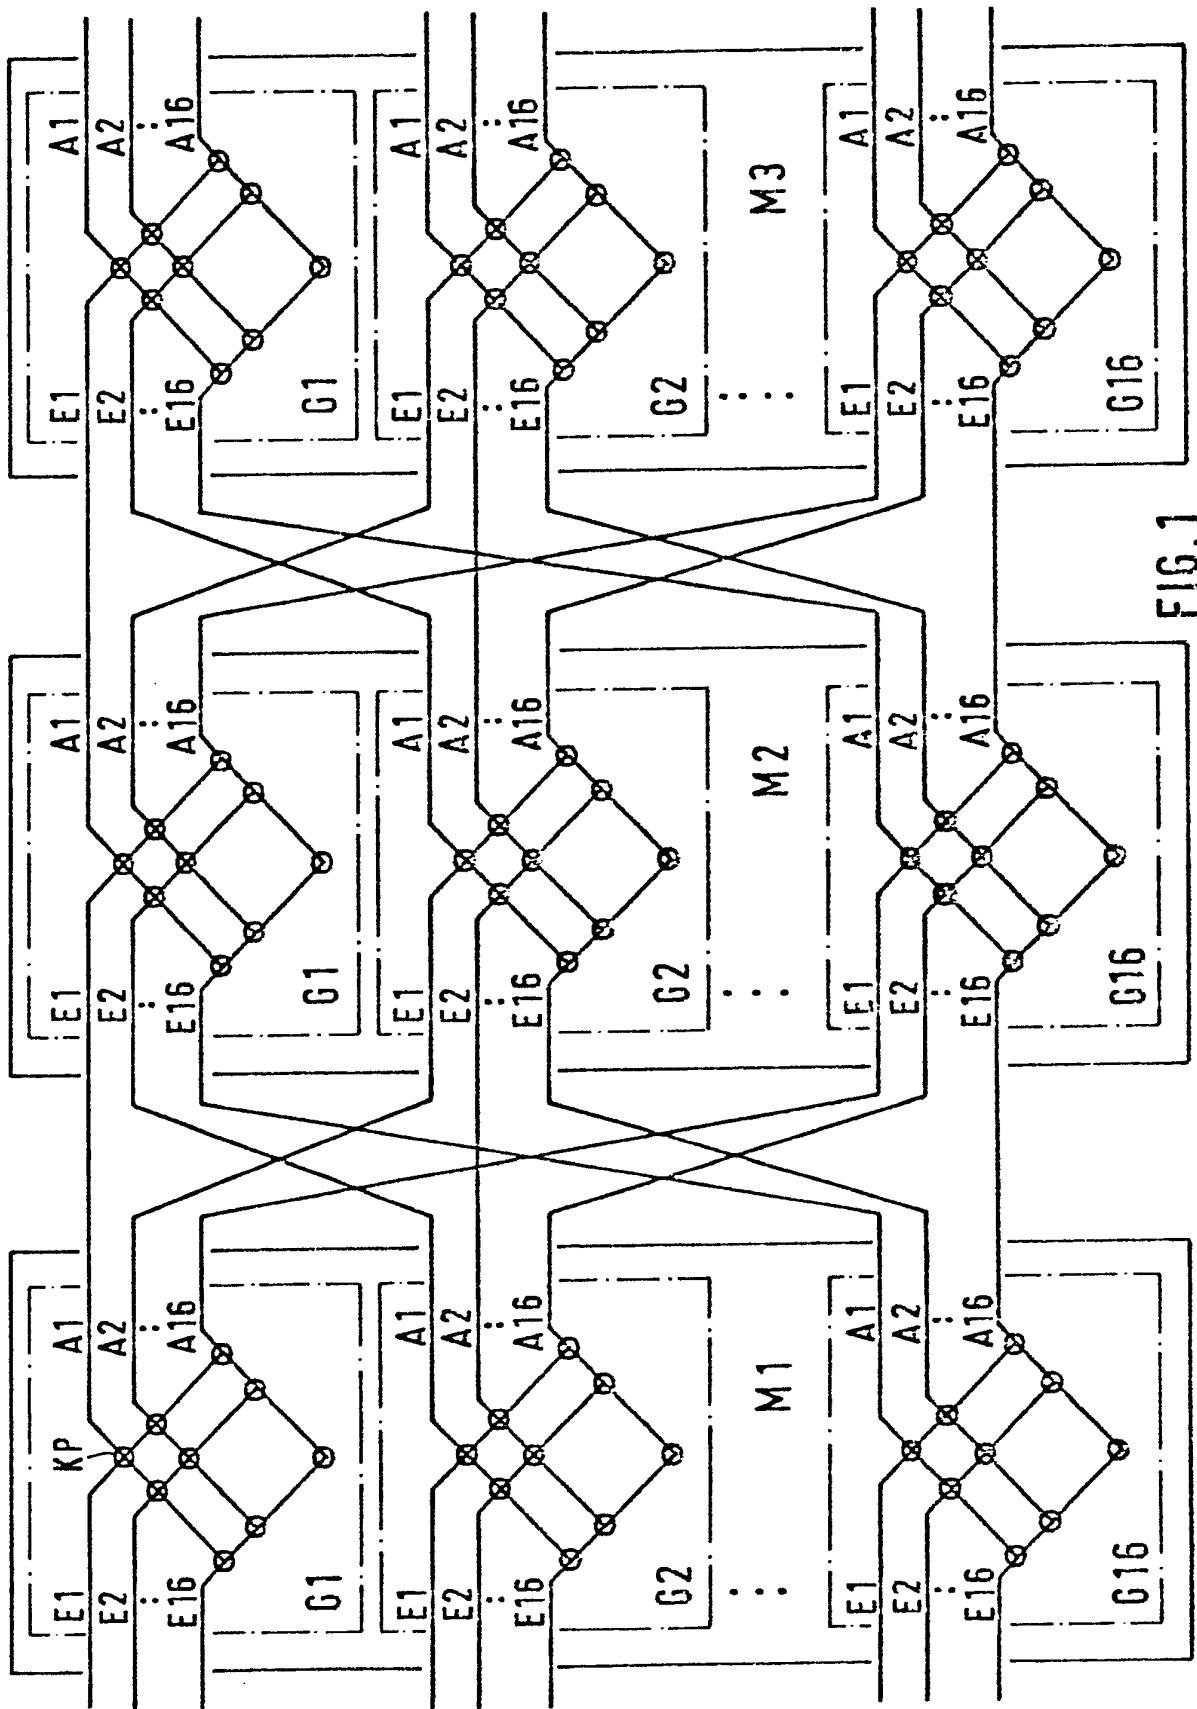 KP
E1 A1 E1 A1 E1 A1
E2 A2 E2 A2 E2 A2
: : : : : :
E16 A16 E16 A16 E16 A16
G1 G1 G1
E1 A1 E1 A1 E1 A1
E2 A2 E2 A2 E2 A2
: : : : : :
E16 A16 E16 A16 E16 A16
G2 G2 G2
M1 M2 M3
.... .... ....
E1 A1 E1 A1 E1 A1
E2 A2 E2 A2 E2 A2
: : : : : :
E16 A16 E16 A16 E16 A16
G16 G16 G16
FIG.1